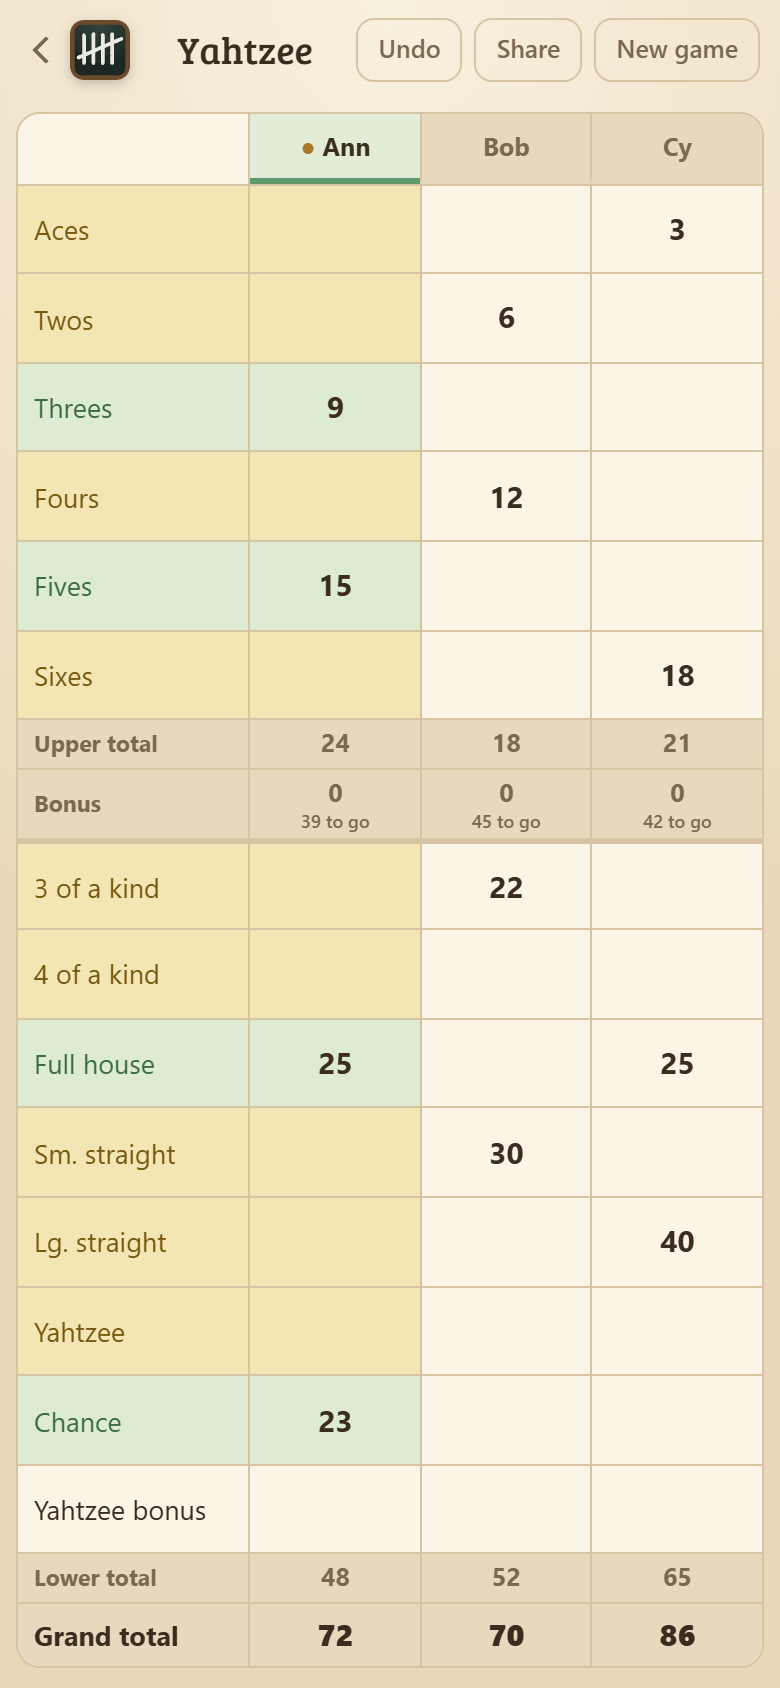 Yahtzee Undo Share New game
Ann Bob Cy
Aces 3
Twos 6
Threes 9
Fours 12
Fives 15
Sixes 18
Upper total 24 18 21
Bonus 0 0 0
39 to go 45 to go 42 to go
3 of a kind 22
4 of a kind
Full house 25 25
Sm. straight 30
Lg. straight 40
Yahtzee
Chance 23
Yahtzee bonus
Lower total 48 52 65
Grand total 72 70 86